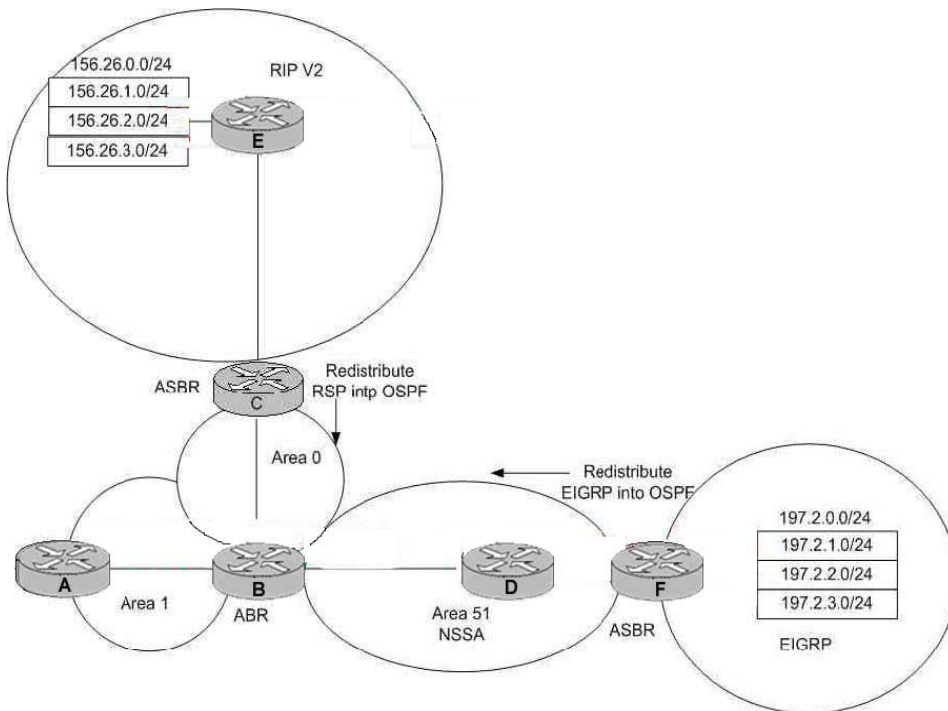 156.26.0.0/24
156.26.1.0/24
156.26.2.0/24
156.26.3.0/24
RIP V2
E
ASBR
C
Redistribute
RSP intp OSPF
Area 0
Redistribute
EIGRP into OSPF
197.2.0.0/24
197.2.1.0/24
197.2.2.0/24
197.2.3.0/24
EIGRP
A
Area 1
B
ABR
D
Area 51
NSSA
F
ASBR